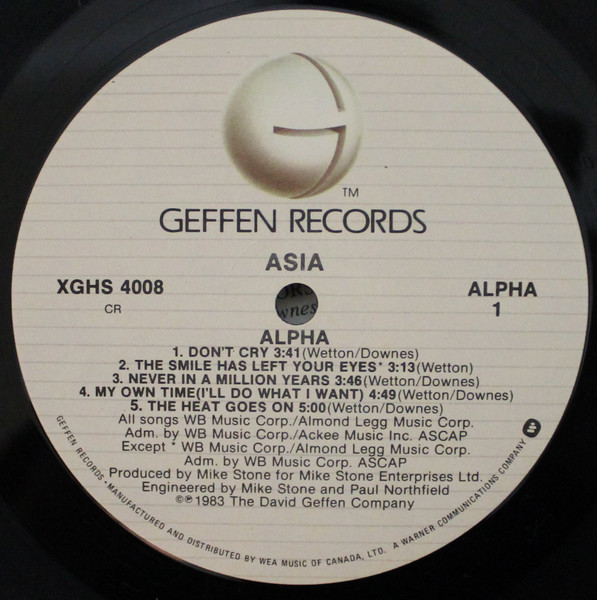 TM
GEFFEN RECORDS
ASIA
XGHS 4008
CR
ALPHA
1
ALPHA
1. DON'T CRY 3:41(Wetton/Downes)
2. THE SMILE HAS LEFT YOUR EYES* 3:13(Wetton)
3. NEVER IN A MILLION YEARS 3:46(Wetton/Downes)
4. MY OWN TIME(I'LL DO WHAT I WANT) 4:49(Wetton/Downes)
5. THE HEAT GOES ON 5:00(Wetton/Downes)
All songs WB Music Corp./Almond Legg Music Corp.
Adm. by WB Music Corp./Ackee Music Inc. ASCAP
Except * WB Music Corp./Almond Legg Music Corp.
Adm. by WB Music Corp. ASCAP
Produced by Mike Stone for Mike Stone Enterprises Ltd.
Engineered by Mike Stone and Paul Northfield
©℗1983 The David Geffen Company
GEFFEN RECORDS • MANUFACTURED AND DISTRIBUTED BY WEA MUSIC OF CANADA, LTD. A WARNER COMMUNICATIONS COMPANY